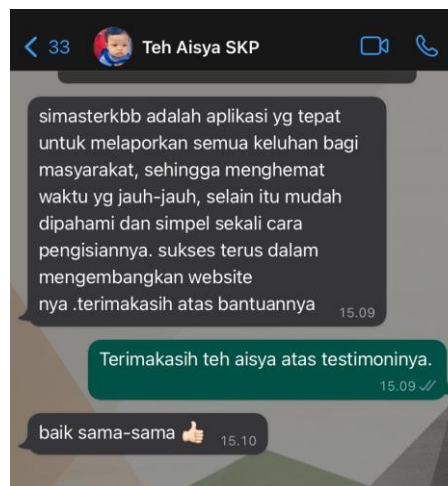 33
Teh Aisya SKP
simasterkbb adalah aplikasi yg tepat
untuk melaporkan semua keluhan bagi
masyarakat, sehingga menghemat
waktu yg jauh-jauh, selain itu mudah
dipahami dan simpel sekali cara
pengisiannya. sukses terus dalam
mengembangkan website
nya .terimakasih atas bantuannya
15.09
Terimakasih teh aisya atas testimoninya.
15.09
baik sama-sama 👍🏻
15.10